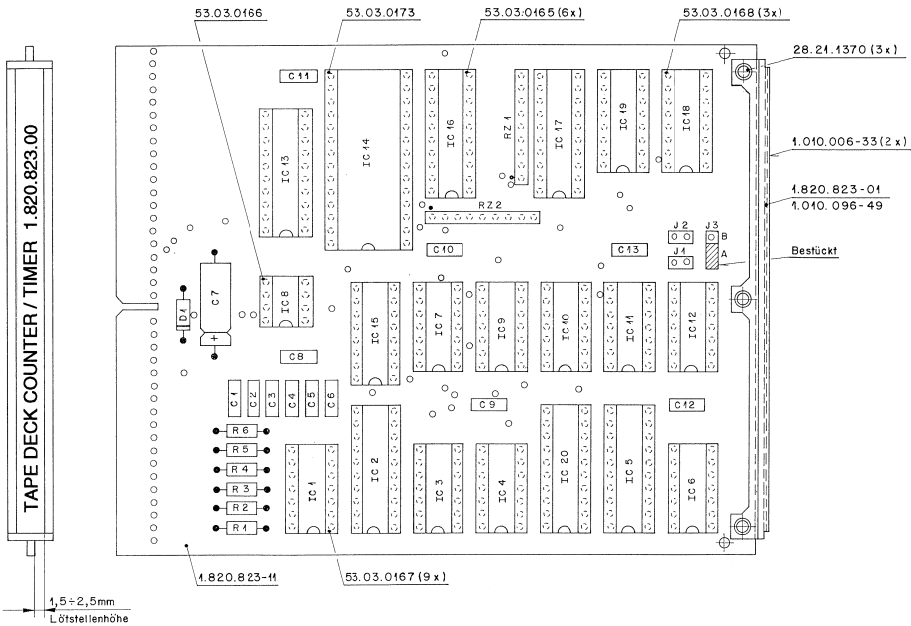 53.03.0166
53.03.0173
53.03.0165 (6x)
53.03.0168 (3x)
28.21.1370 (3x)
1.010.006-33 (2x)
1.820.823-01
1.010.096-49
Bestückt
TAPE DECK COUNTER / TIMER 1.820.823.00
C11
IC13
IC14
IC16
RZ1
IC17
IC19
IC18
RZ2
C10
C13
J2
J3
B
J1
A
D1
C7
+
IC8
IC15
IC7
IC9
IC10
IC11
IC12
C8
C1
C2
C3
C4
C5
C6
C9
C12
R6
R5
R4
R3
R2
R1
IC1
IC2
IC3
IC4
IC20
IC5
IC6
1.820.823-11
53.03.0167 (9x)
1,5÷2,5mm
Lötstellenhöhe